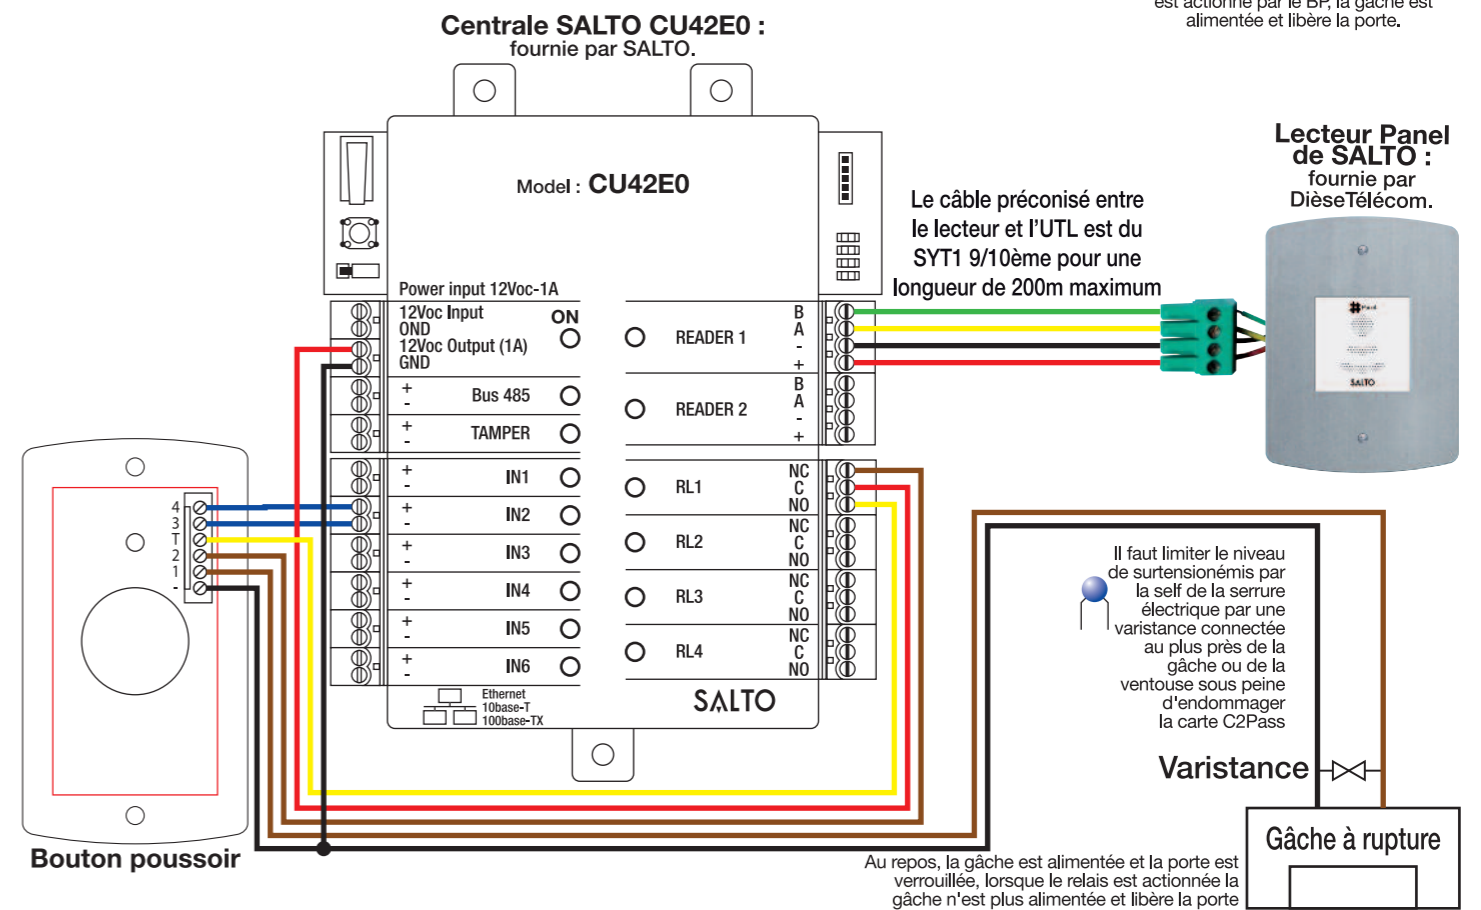 est actionné par le BP, la gâche est
alimentée et libère la porte.
Centrale SALTO CU42E0 :
fournie par SALTO.
Lecteur Panel
de SALTO :
fournie par
DièseTélécom.
Model : CU42E0
Le câble préconisé entre
le lecteur et l'UTL est du
SYT1 9/10ème pour une
longueur de 200m maximum
Power input 12Voc-1A
12Voc Input
OND
12Voc Output (1A)
GND
ON
READER 1
B
A
-
+
+
-
Bus 485
READER 2
B
A
-
+
+
-
TAMPER
SALTO
+
-
IN1
RL1
NC
C
NO
+
-
IN2
RL2
NC
C
NO
+
-
IN3
+
-
IN4
RL3
NC
C
NO
+
-
IN5
RL4
NC
C
NO
+
-
IN6
Ethernet
10base-T
100base-TX
SALTO
4
3
T
2
1
-
Bouton poussoir
Il faut limiter le niveau
de surtensionémis par
la self de la serrure
électrique par une
varistance connectée
au plus près de la
gâche ou de la
ventouse sous peine
d'endommager
la carte C2Pass
Varistance
Gâche à rupture
Au repos, la gâche est alimentée et la porte est
verrouillée, lorsque le relais est actionnée la
gâche n'est plus alimentée et libère la porte